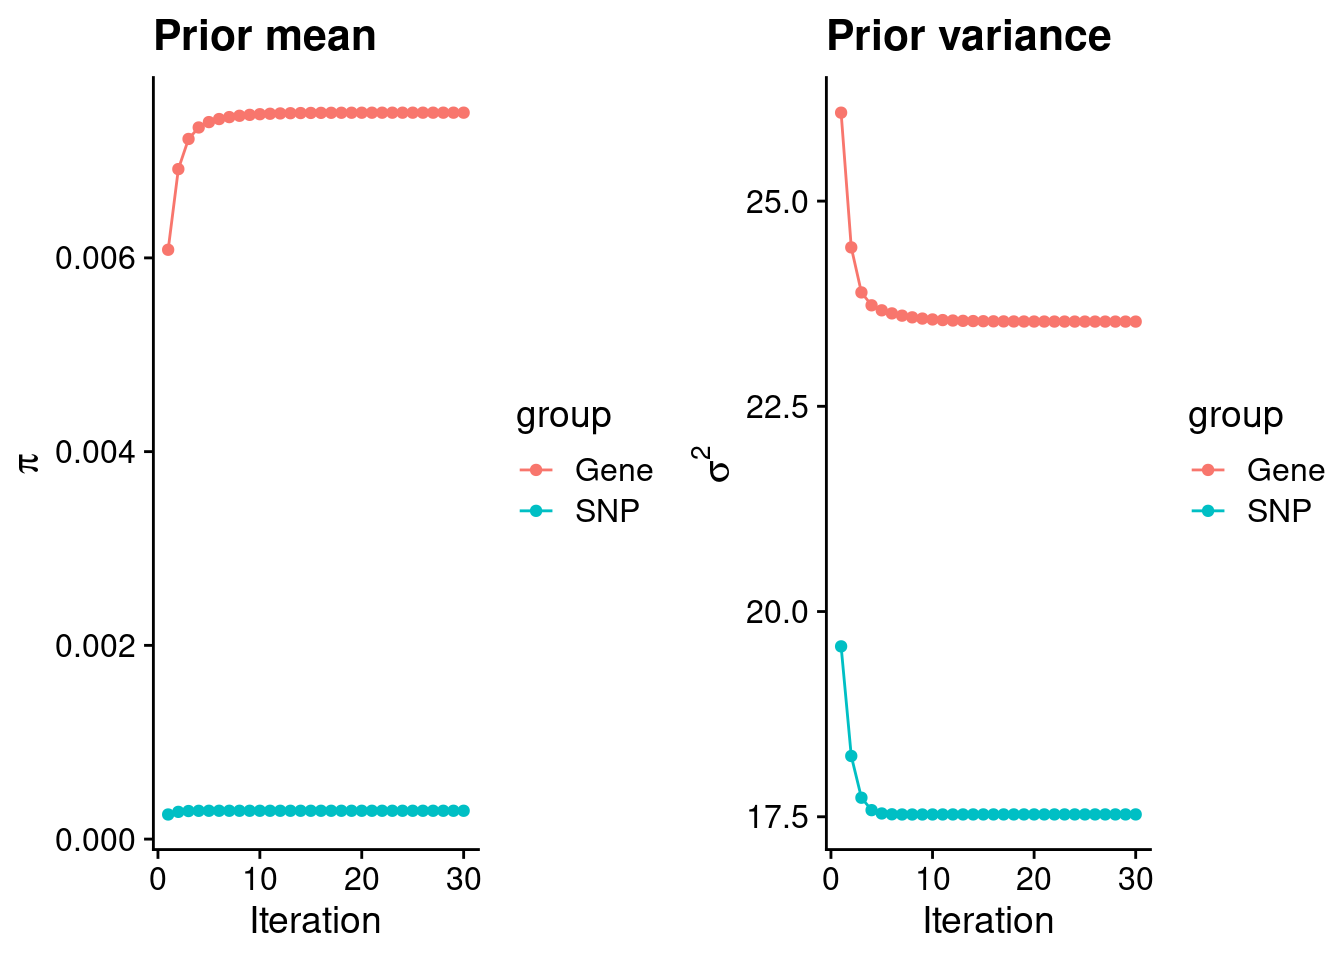 Prior mean
π
0.006
0.004
0.002
0.000
0 10 20 30
Iteration
group
Gene
SNP
Prior variance
σ²
25.0
22.5
20.0
17.5
0 10 20 30
Iteration
group
Gene
SNP